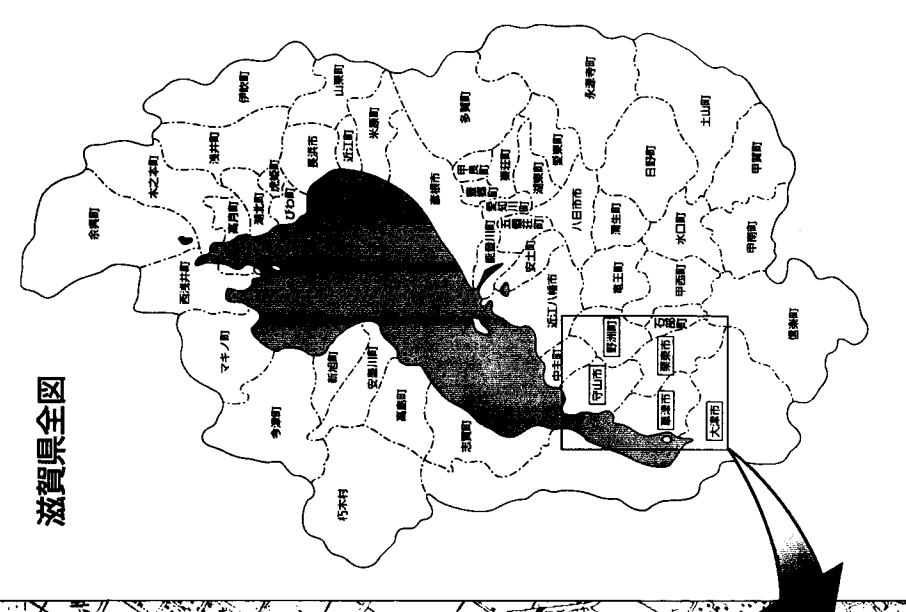 滋賀県全図
余呉町
木之本町
伊吹町
西浅井町
高月町
浅井町
湖北町
虎姫町
びわ町
長浜市
山東町
近江町
米原町
マキノ町
今津町
新旭町
安曇川町
高島町
朽木村
志賀町
彦根市
多賀町
甲良町
豊郷町
秦荘町
愛知川町
湖東町
愛東町
五個荘町
能登川町
安土町
八日市市
永源寺町
近江八幡市
蒲生町
日野町
竜王町
水口町
土山町
甲西町
甲賀町
甲南町
信楽町
中主町
野洲町
守山市
石部町
栗東市
草津市
大津市